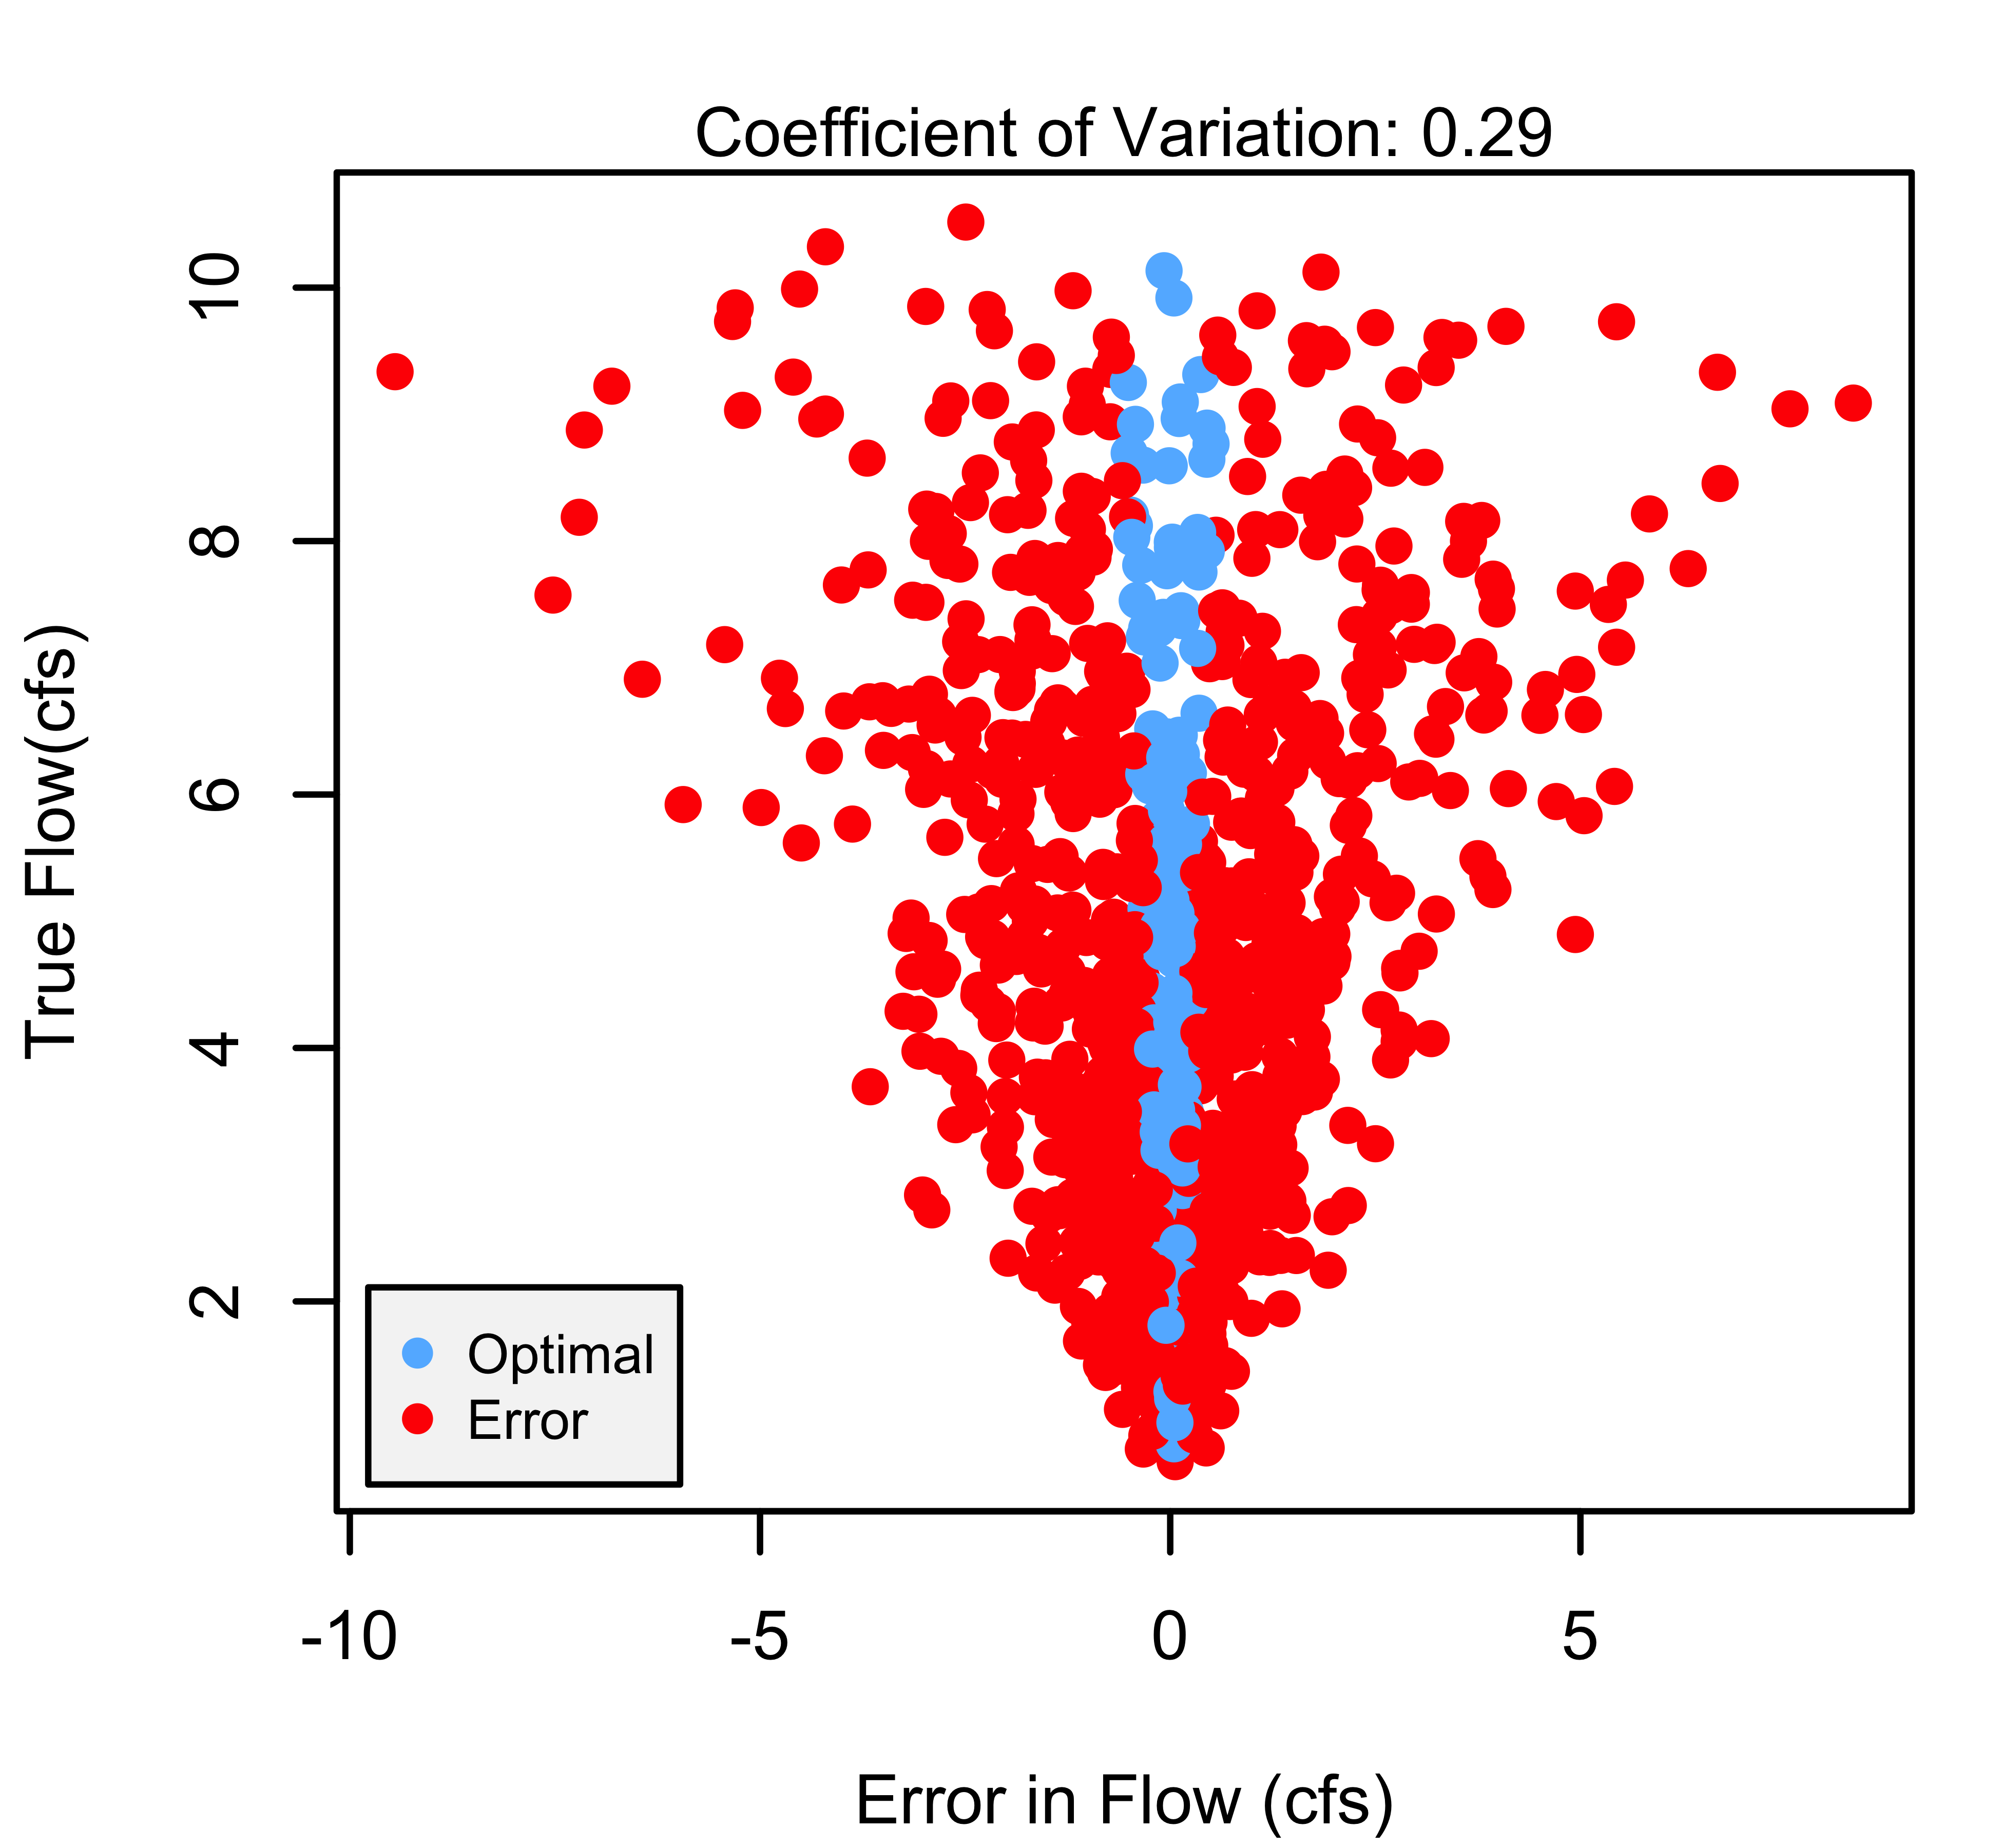 Coefficient of Variation: 0.29
True Flow(cfs)
10
8
6
4
2
Optimal
Error
-10 -5 0 5
Error in Flow (cfs)